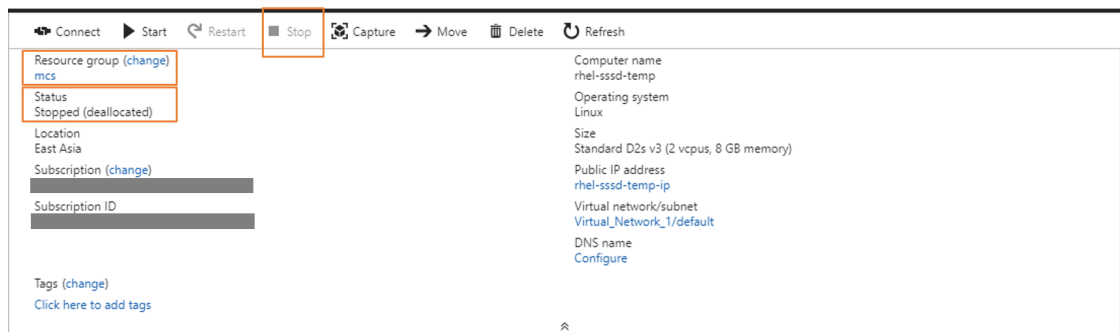 Connect Start Restart Stop Capture Move Delete Refresh
Resource group (change)
mcs
Status
Stopped (deallocated)
Location
East Asia
Subscription (change)
Subscription ID
Tags (change)
Click here to add tags
Computer name
rhel-sssd-temp
Operating system
Linux
Size
Standard D2s v3 (2 vcpus, 8 GB memory)
Public IP address
rhel-sssd-temp-ip
Virtual network/subnet
Virtual_Network_1/default
DNS name
Configure